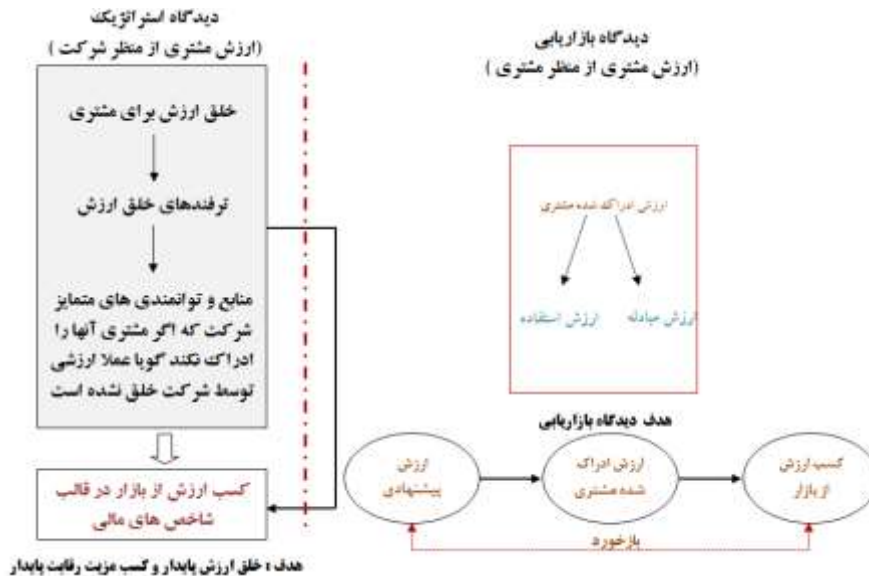 دیدگاه استراتژیک
(ارزش مشتری از منظر شرکت )
خلق ارزش برای مشتری
ترفندهای خلق ارزش
منابع و توانمندی های متمایز
شرکت که اگر مشتری آنها را
ادراک نکند گویا عملا ارزشی
توسط شرکت خلق نشده است
کسب ارزش از بازار در قالب
شاخص های مالی
هدف : خلق ارزش پایدار و کسب مزیت رقابت پایدار
دیدگاه بازاریابی
(ارزش مشتری از منظر مشتری )
ارزش ادراک شده مشتری
ارزش مبادله
ارزش استفاده
هدف دیدگاه بازاریابی
ارزش
پیشنهادی
ارزش ادراک
شده مشتری
کسب ارزش
از بازار
بازخورد